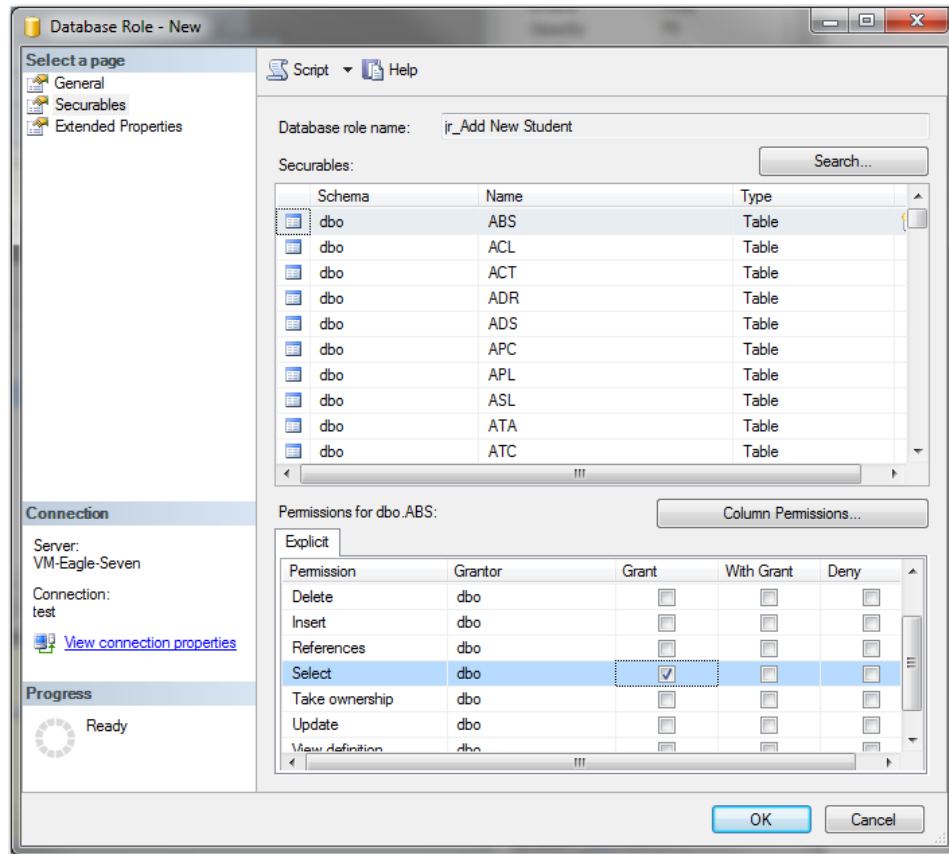 Database Role - New
Select a page
General
Securables
Extended Properties
Script Help
Database role name: jr_Add New Student
Securables: Search...
Schema Name Type
dbo ABS Table
dbo ACL Table
dbo ACT Table
dbo ADR Table
dbo ADS Table
dbo APC Table
dbo APL Table
dbo ASL Table
dbo ATA Table
dbo ATC Table
Connection
Server:
VM-Eagle-Seven
Connection:
test
View connection properties
Progress
Ready
Permissions for dbo.ABS: Column Permissions...
Explicit
Permission Grantor Grant With Grant Deny
Delete dbo
Insert dbo
References dbo
Select dbo
Take ownership dbo
Update dbo
View definition dbo
OK Cancel